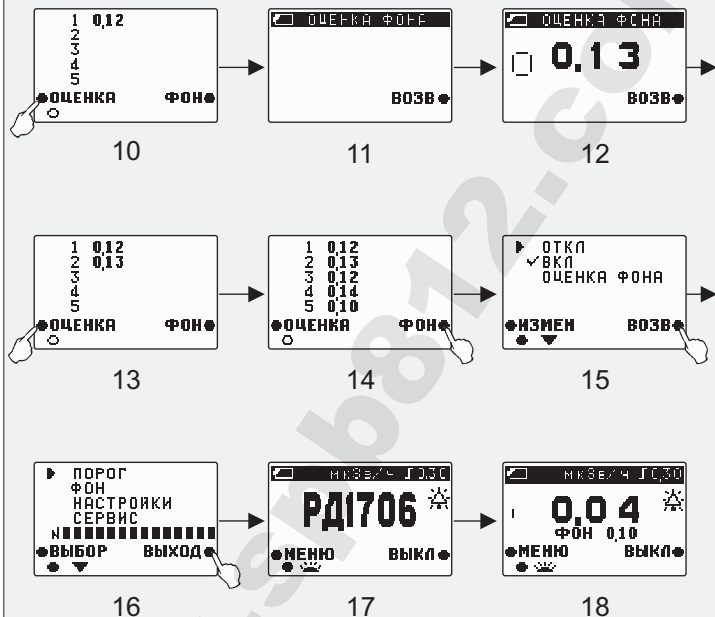 1 0,12
2
3
4
5
ОЦЕНКА ФОН
10
ОЦЕНКА ФОНА
ВОЗВ
11
ОЦЕНКА ФОНА
0.13
ВОЗВ
12
1 0,12
2 0,13
3
4
5
ОЦЕНКА ФОН
13
1 0,12
2 0,13
3 0,12
4 0,14
5 0,10
ОЦЕНКА ФОН
14
ОТКЛ
ВКЛ
ОЦЕНКА ФОНА
ИЗМЕН ВОЗВ
15
ПОРОГ
ФОН
НАСТРОЙКИ
СЕРВИС
N
ВЫБОР ВЫХОД
16
мкЗв/ч 0,30
РД1706
МЕНЮ ВЫКЛ
17
мкЗв/ч 0,30
0.04
ФОН 0,10
МЕНЮ ВЫКЛ
18